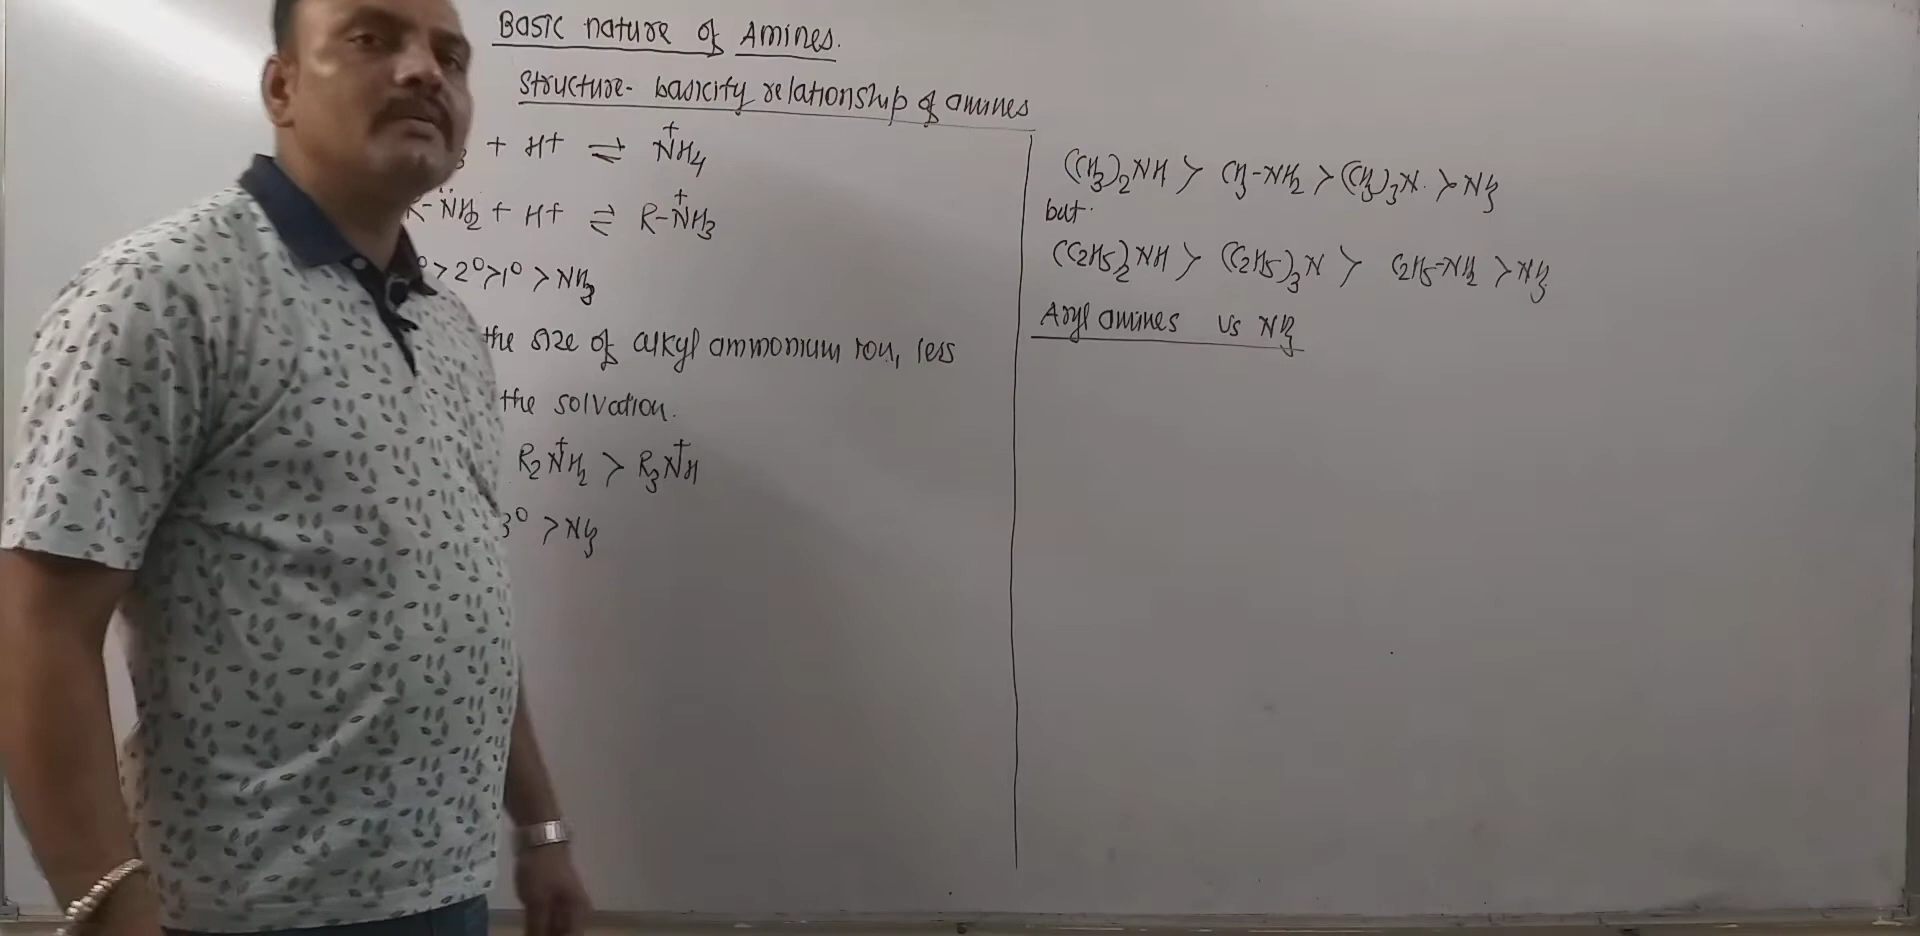 Basic nature of Amines.
Structure- basicity relationship of amines
3 + H+ ⇌ N⁺H₄
R-N̈H₂ + H+ ⇌ R-N⁺H₃
° > 2° > 1° > NH₃
the size of alkyl ammonium ion, less
the solvation.
R₂N⁺H₂ > R₃N⁺H
3° > NH₃
(CH₃)₂NH > CH₃-NH₂ > (CH₃)₃N. > NH₃
but.
(C₂H₅)₂NH > (C₂H₅)₃N > C₂H₅-NH₂ > NH₃
Aryl amines vs NH₃